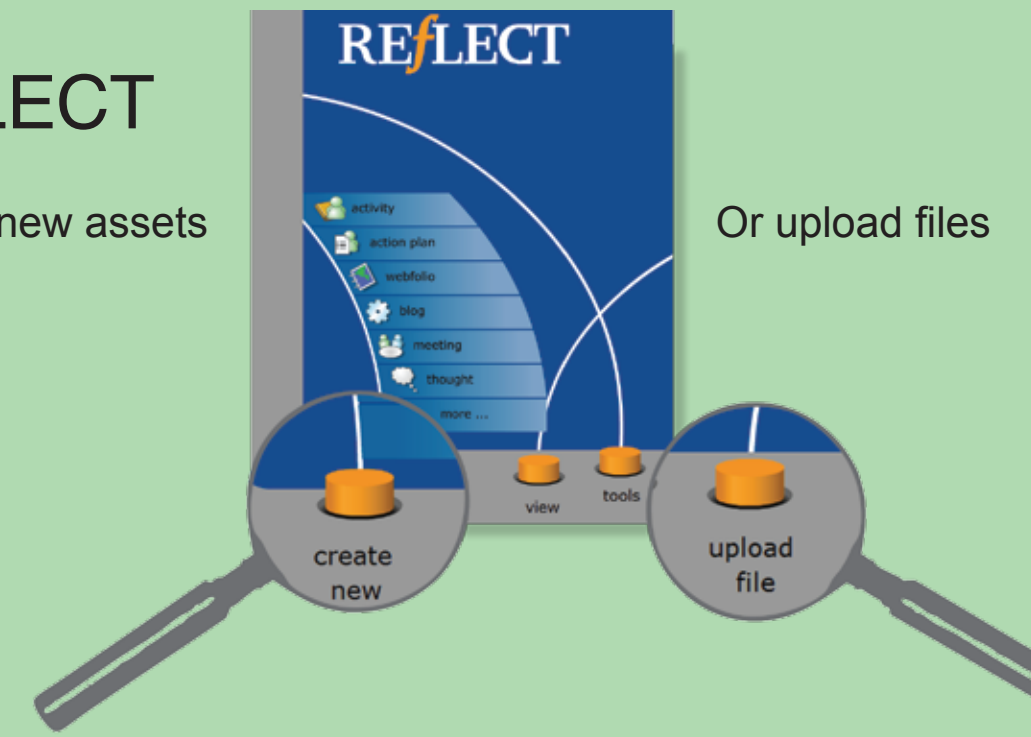 REfLECT
LECT
new assets
Or upload files
activity
action plan
webfolio
blog
meeting
thought
more ...
view
tools
create
new
upload
file